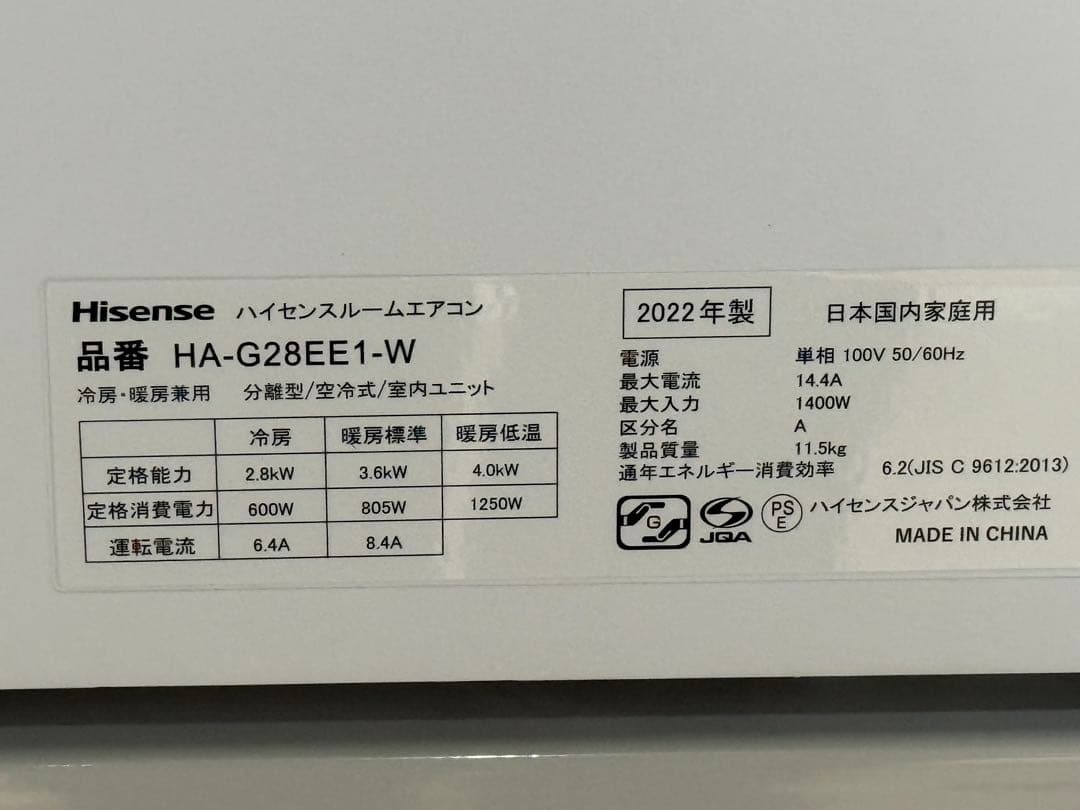 Hisense ハイセンスルームエアコン
品番 HA-G28EE1-W
冷房・暖房兼用 分離型/空冷式/室内ユニット
冷房 暖房標準 暖房低温
定格能力 2.8kW 3.6kW 4.0kW
定格消費電力 600W 805W 1250W
運転電流 6.4A 8.4A
2022年製 日本国内家庭用
電源 単相 100V 50/60Hz
最大電流 14.4A
最大入力 1400W
区分名 A
製品質量 11.5kg
通年エネルギー消費効率 6.2(JIS C 9612:2013)
G JQA PS E ハイセンスジャパン株式会社
MADE IN CHINA